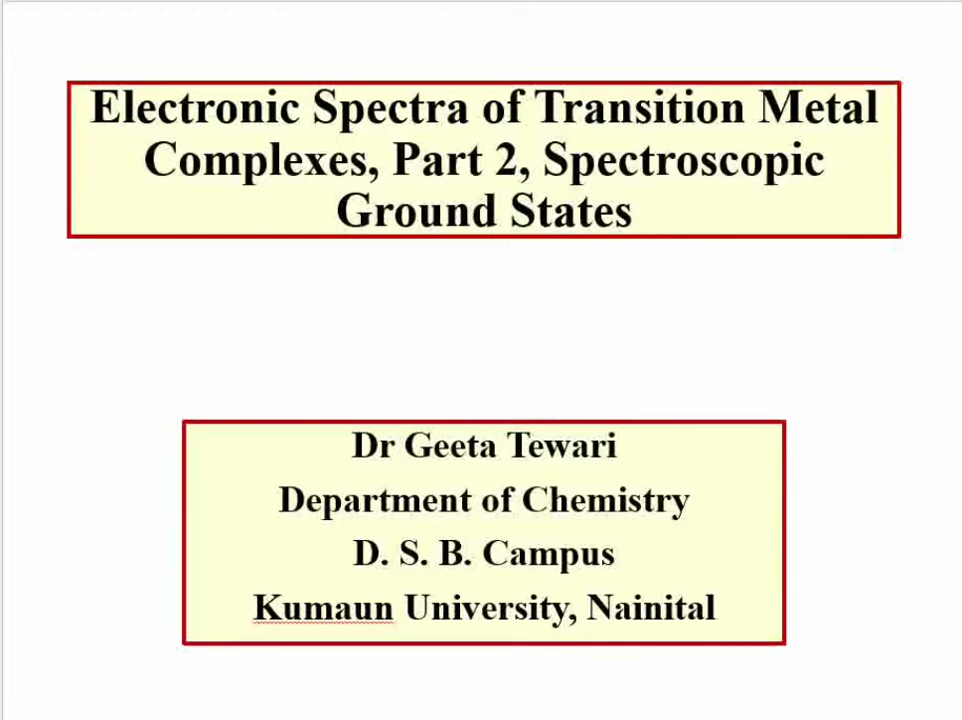 Electronic Spectra of Transition Metal
Complexes, Part 2, Spectroscopic
Ground States
Dr Geeta Tewari
Department of Chemistry
D. S. B. Campus
Kumaun University, Nainital